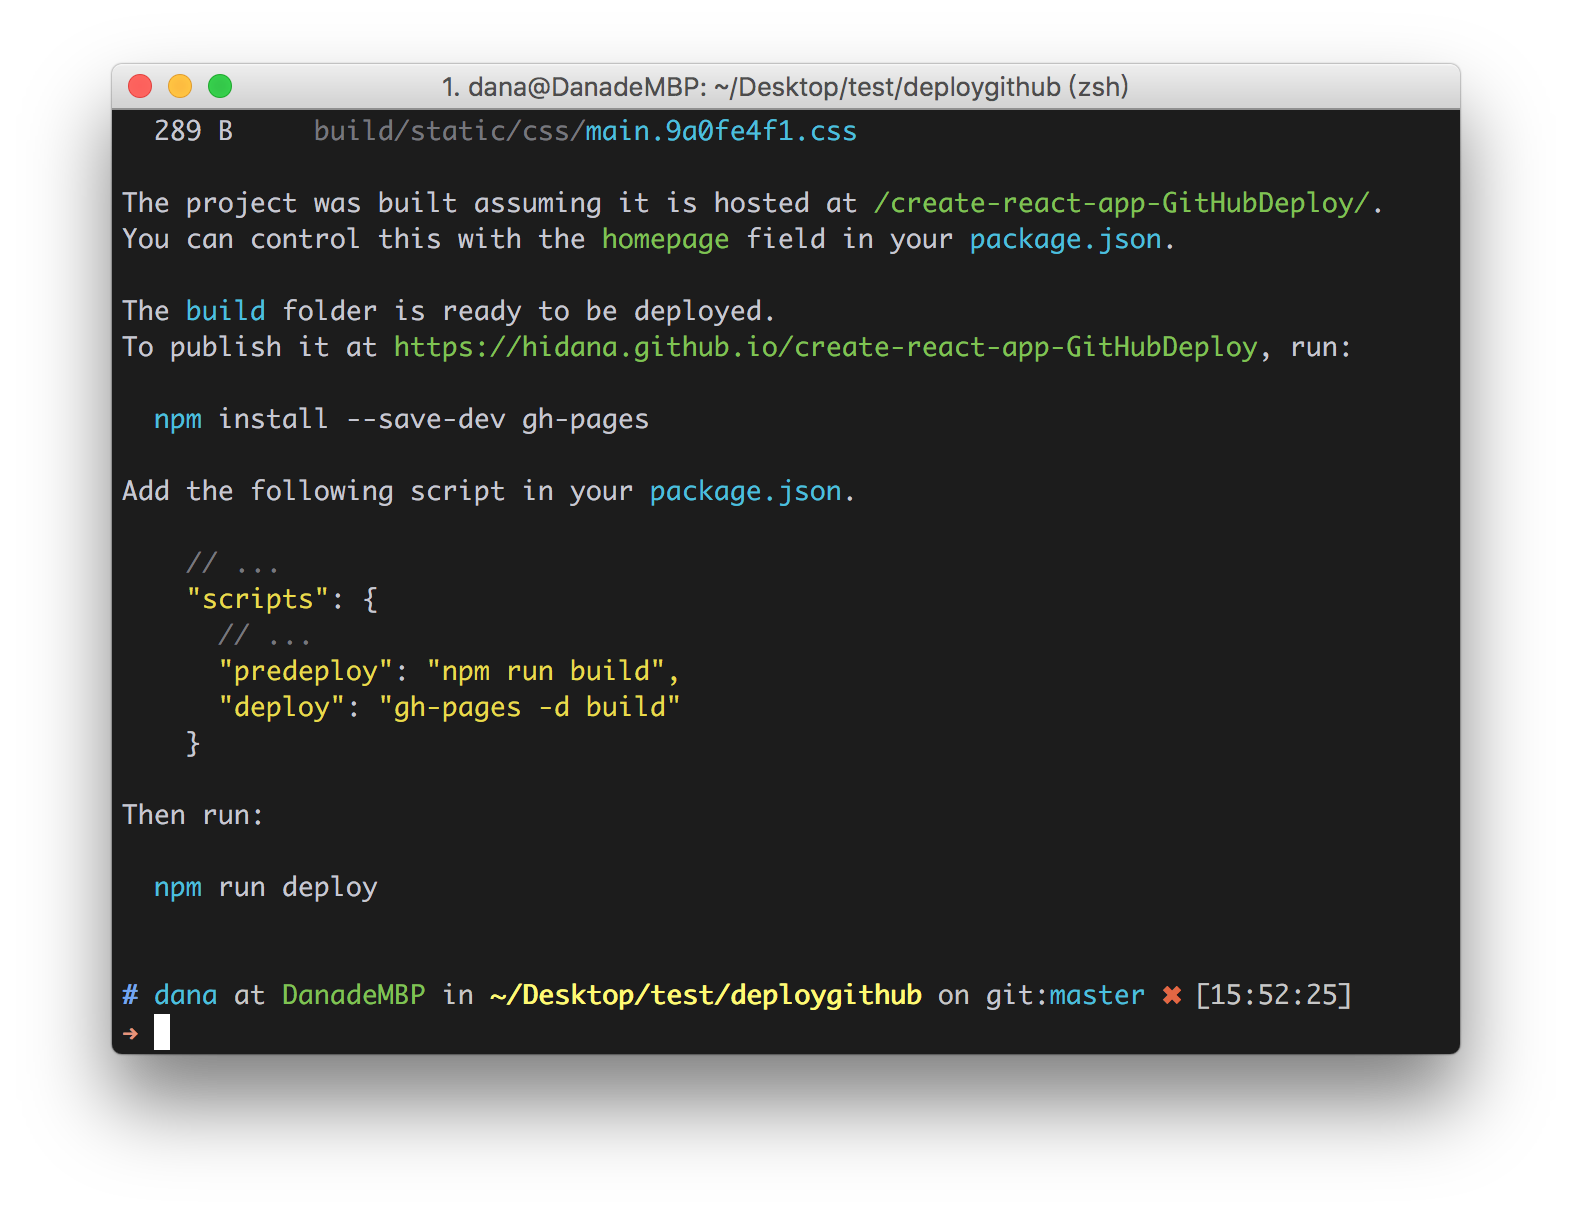 1. dana@DanadeMBP: ~/Desktop/test/deploygithub (zsh)
289 B     build/static/css/main.9a0fe4f1.css
The project was built assuming it is hosted at /create-react-app-GitHubDeploy/.
You can control this with the homepage field in your package.json.
The build folder is ready to be deployed.
To publish it at https://hidana.github.io/create-react-app-GitHubDeploy, run:
npm install --save-dev gh-pages
Add the following script in your package.json.
// ...
"scripts": {
// ...
"predeploy": "npm run build",
"deploy": "gh-pages -d build"
}
Then run:
npm run deploy
# dana at DanadeMBP in ~/Desktop/test/deploygithub on git:master ✖ [15:52:25]
→